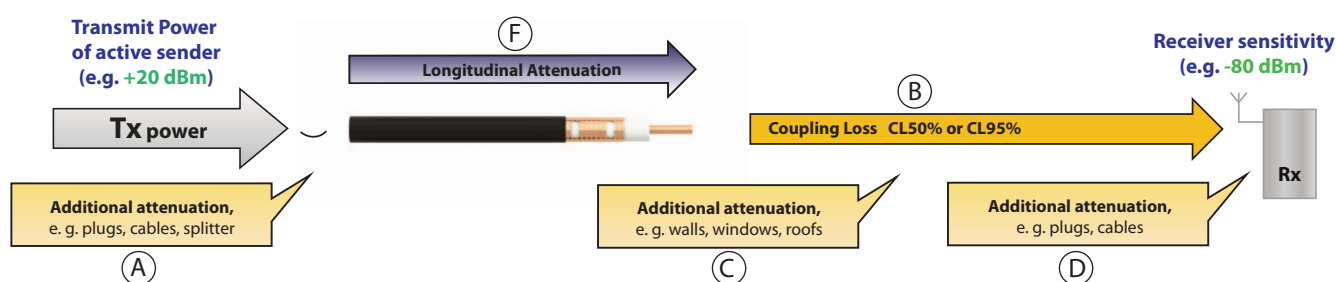 Transmit Power
of active sender
(e.g. +20 dBm)
F
Longitudinal Attenuation
Receiver sensitivity
(e.g. -80 dBm)
B
Tx power
Coupling Loss CL50% or CL95%
Rx
Additional attenuation,
e. g. plugs, cables, splitter
A
Additional attenuation,
e. g. walls, windows, roofs
C
Additional attenuation,
e. g. plugs, cables
D